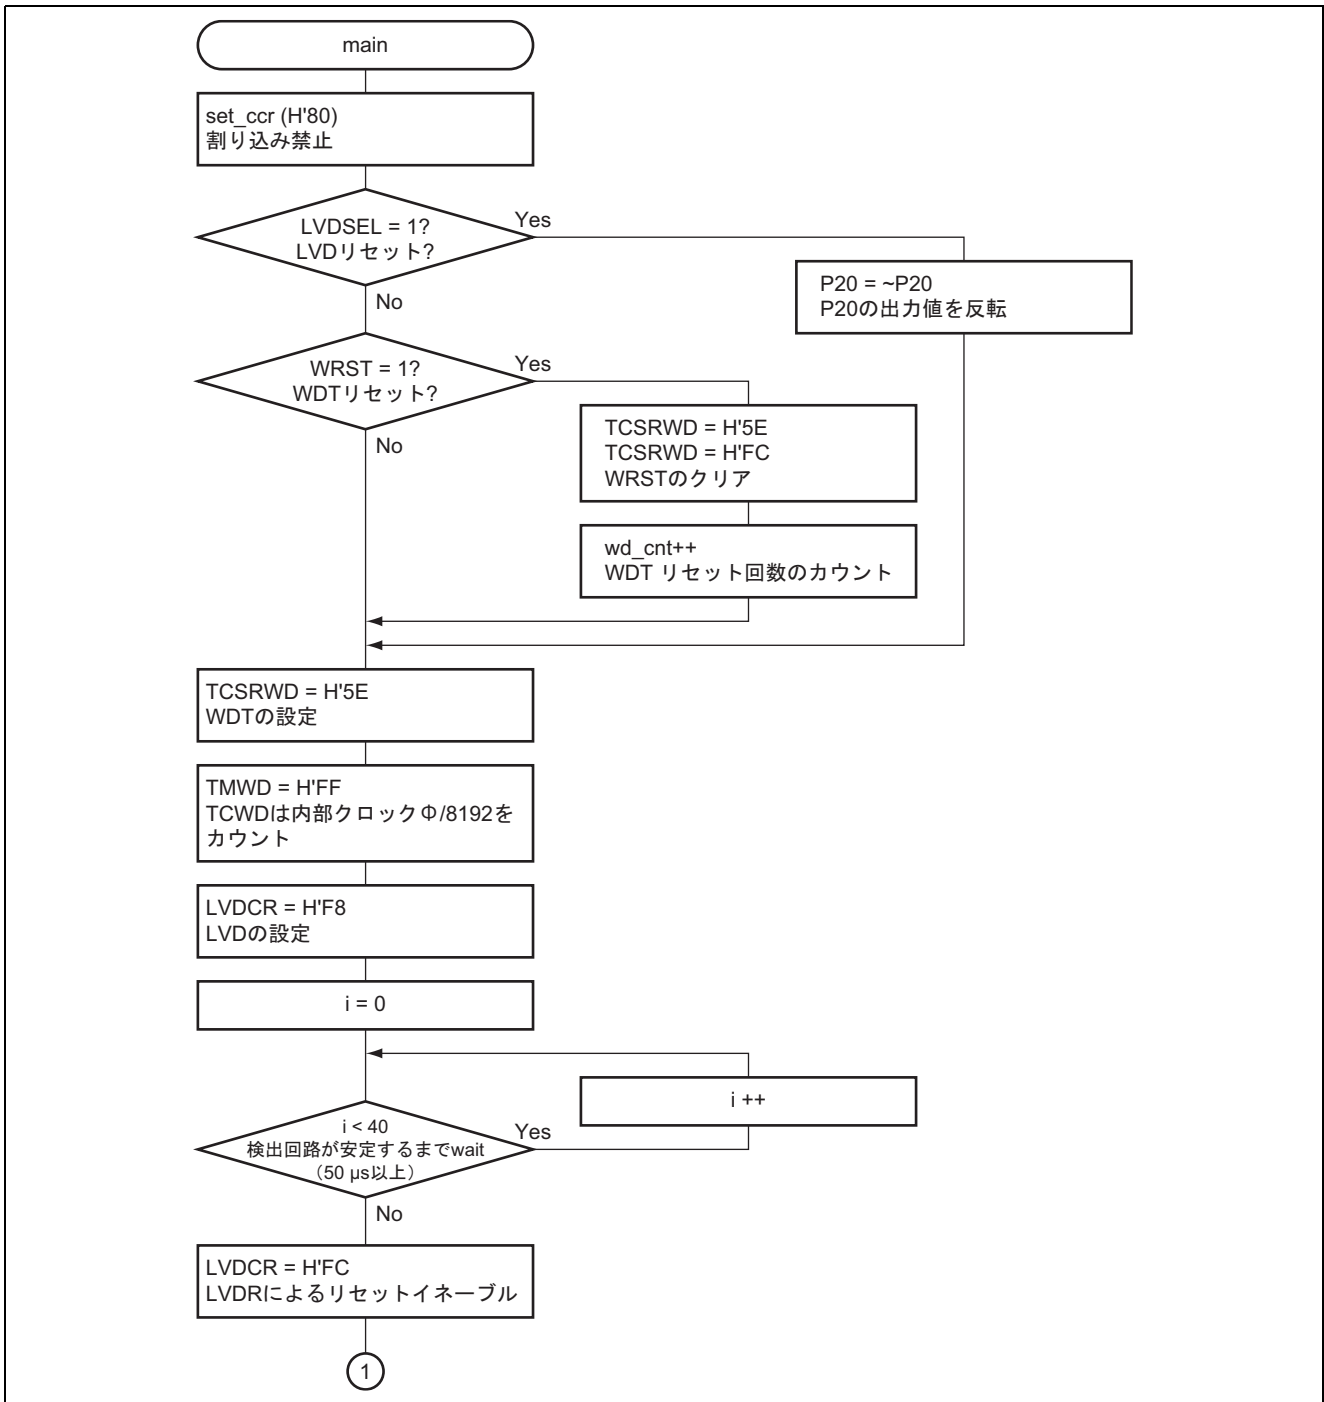 main
set_ccr (H'80)
割り込み禁止
LVDSEL = 1?
LVDリセット?
Yes
No
P20 = ~P20
P20の出力値を反転
WRST = 1?
WDTリセット?
Yes
No
TCSRWD = H'5E
TCSRWD = H'FC
WRSTのクリア
wd_cnt++
WDT リセット回数のカウント
TCSRWD = H'5E
WDTの設定
TMWD = H'FF
TCWDは内部クロックΦ/8192を
カウント
LVDCR = H'F8
LVDの設定
i = 0
i ++
i < 40
検出回路が安定するまでwait
（50 μs以上）
Yes
No
LVDCR = H'FC
LVDRによるリセットイネーブル
1